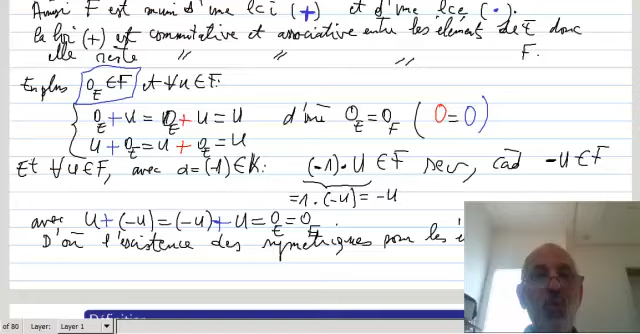 Ainsi F est muni d'une lci (+) et d'une lce (·).
la loi (+) est commutative et associative entre les élément de E donc
elle reste " " " F.
En plus 0_E ∈ F et ∀u ∈ F:
0_E + u = 0_E + u = u d'où 0_E = 0_F (0 = 0)
u + 0_E = u + 0_E = u
Et ∀u ∈ F, avec α = (-1) ∈ K: (-1)·u ∈ F sev, càd -u ∈ F
= 1·(-u) = -u
avec u + (-u) = (-u) + u = 0_E = 0_F.
D'où l'existence des symétriques pour les
Définition
of 80 Layer: Layer 1